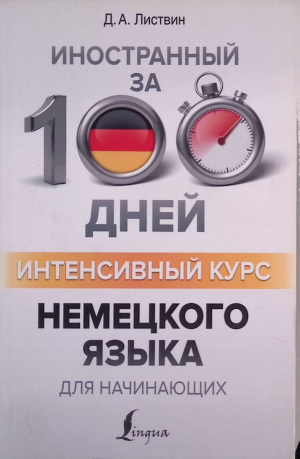 Д. А. Листвин
ИНОСТРАННЫЙ
ЗА
100
ДНЕЙ
ИНТЕНСИВНЫЙ КУРС
НЕМЕЦКОГО
ЯЗЫКА
ДЛЯ НАЧИНАЮЩИХ
Lingua